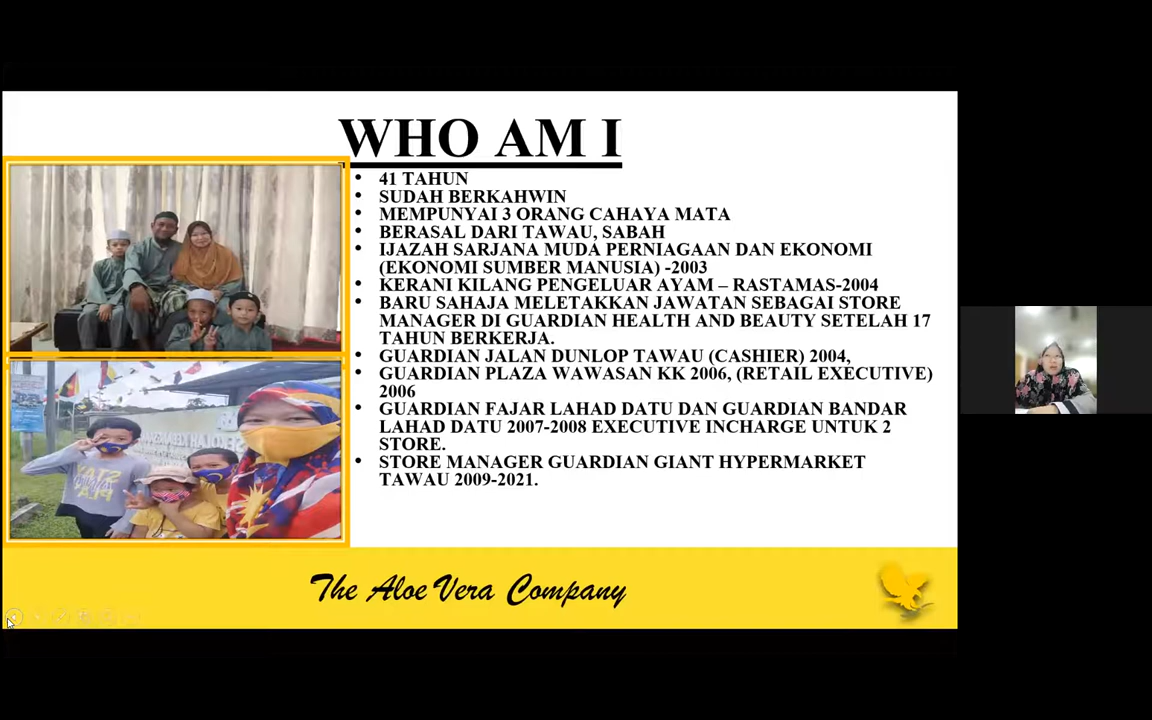 WHO AM I
• 41 TAHUN
• SUDAH BERKAHWIN
• MEMPUNYAI 3 ORANG CAHAYA MATA
• BERASAL DARI TAWAU, SABAH
• IJAZAH SARJANA MUDA PERNIAGAAN DAN EKONOMI
(EKONOMI SUMBER MANUSIA) -2003
• KERANI KILANG PENGELUAR AYAM – RASTAMAS-2004
• BARU SAHAJA MELETAKKAN JAWATAN SEBAGAI STORE
MANAGER DI GUARDIAN HEALTH AND BEAUTY SETELAH 17
TAHUN BERKERJA.
• GUARDIAN JALAN DUNLOP TAWAU (CASHIER) 2004,
• GUARDIAN PLAZA WAWASAN KK 2006, (RETAIL EXECUTIVE)
2006
• GUARDIAN FAJAR LAHAD DATU DAN GUARDIAN BANDAR
LAHAD DATU 2007-2008 EXECUTIVE INCHARGE UNTUK 2
STORE.
• STORE MANAGER GUARDIAN GIANT HYPERMARKET
TAWAU 2009-2021.
The Aloe Vera Company